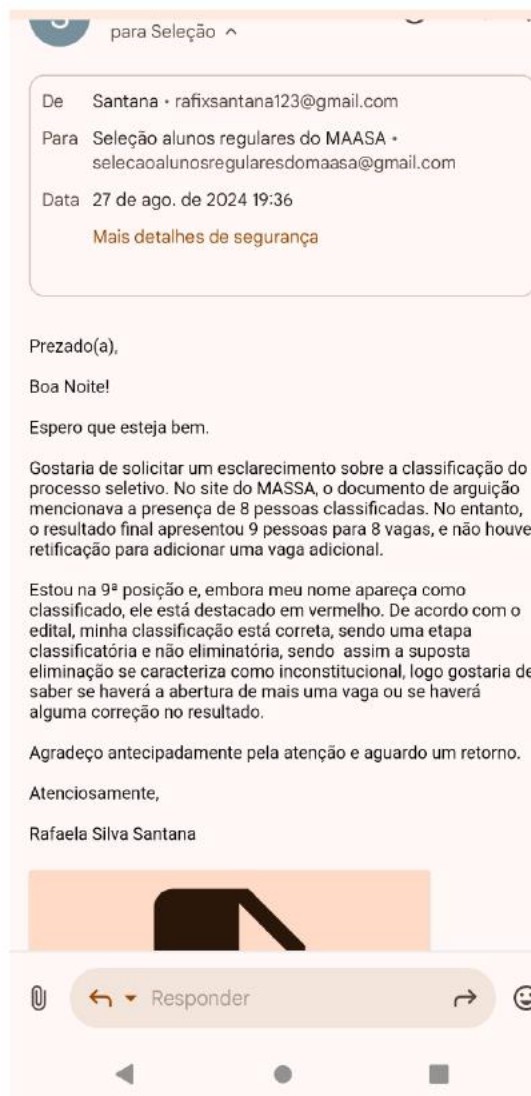 para Seleção
De Santana • rafixsantana123@gmail.com
Para Seleção alunos regulares do MAASA •
selecaoalunosregularesdomaasa@gmail.com
Data 27 de ago. de 2024 19:36
Mais detalhes de segurança
Prezado(a),
Boa Noite!
Espero que esteja bem.
Gostaria de solicitar um esclarecimento sobre a classificação do
processo seletivo. No site do MASSA, o documento de arguição
mencionava a presença de 8 pessoas classificadas. No entanto,
o resultado final apresentou 9 pessoas para 8 vagas, e não houve
retificação para adicionar uma vaga adicional.
Estou na 9ª posição e, embora meu nome apareça como
classificado, ele está destacado em vermelho. De acordo com o
edital, minha classificação está correta, sendo uma etapa
classificatória e não eliminatória, sendo assim a suposta
eliminação se caracteriza como inconstitucional, logo gostaria de
saber se haverá a abertura de mais uma vaga ou se haverá
alguma correção no resultado.
Agradeço antecipadamente pela atenção e aguardo um retorno.
Atenciosamente,
Rafaela Silva Santana
Responder